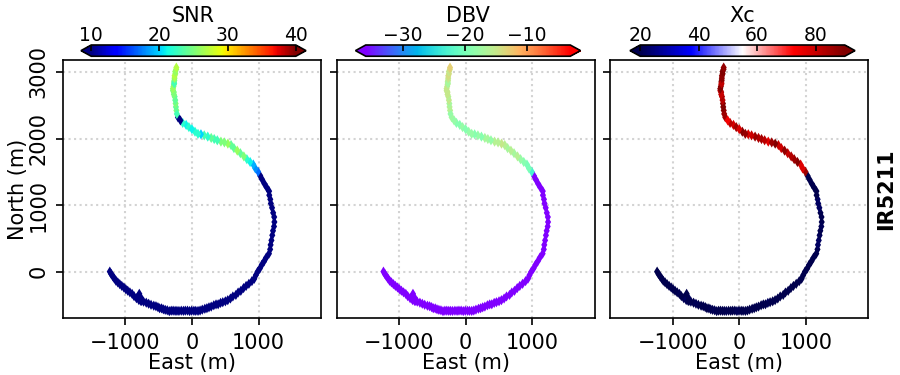 SNR DBV Xc
10 20 30 40 −30 −20 −10 20 40 60 80
3000
2000
1000
0
North (m)
−1000 0 1000 −1000 0 1000 −1000 0 1000
East (m) East (m) East (m)
IR5211